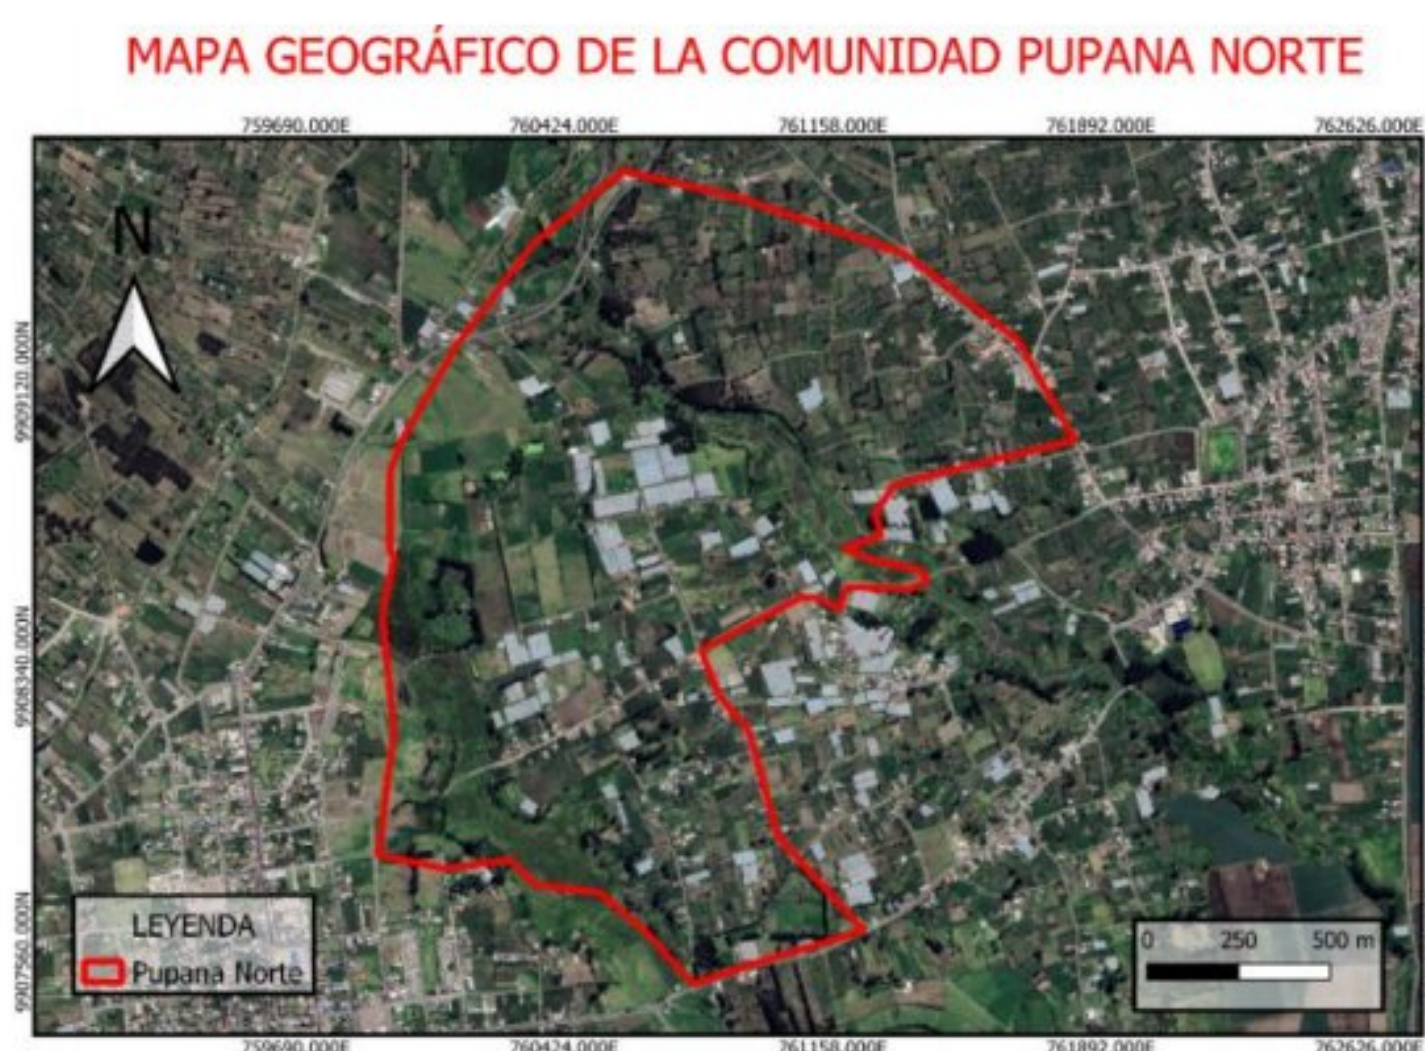 MAPA GEOGRÁFICO DE LA COMUNIDAD PUPANA NORTE
759690.000E 760424.000E 761158.000E 761892.000E 762626.000E
N
9909120.000N
9908340.000N
9907560.000N
LEYENDA
Pupana Norte
0 250 500 m
759690.000E 760424.000E 761158.000E 761892.000E 762626.000E